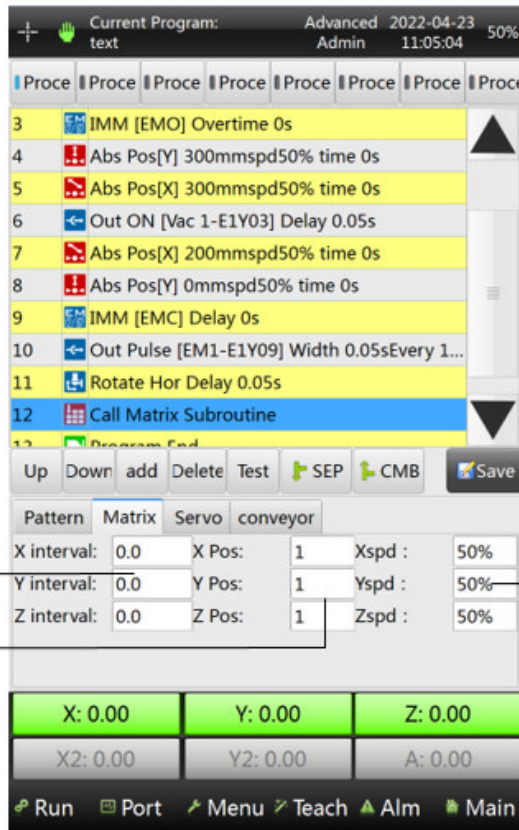 Current Program: Advanced 2022-04-23 50%
text Admin 11:05:04
Proce Proce Proce Proce Proce Proce Proce Proce
3 IMM [EMO] Overtime 0s
4 Abs Pos[Y] 300mmspd50% time 0s
5 Abs Pos[X] 300mmspd50% time 0s
6 Out ON [Vac 1-E1Y03] Delay 0.05s
7 Abs Pos[X] 200mmspd50% time 0s
8 Abs Pos[Y] 0mmspd50% time 0s
9 IMM [EMC] Delay 0s
10 Out Pulse [EM1-E1Y09] Width 0.05sEvery 1...
11 Rotate Hor Delay 0.05s
12 Call Matrix Subroutine
13 Program End
Up Down add Delete Test SEP CMB Save
Pattern Matrix Servo conveyor
X interval: 0.0 X Pos: 1 Xspd : 50%
Y interval: 0.0 Y Pos: 1 Yspd : 50%
Z interval: 0.0 Z Pos: 1 Zspd : 50%
X: 0.00 Y: 0.00 Z: 0.00
X2: 0.00 Y2: 0.00 A: 0.00
Run Port Menu Teach Alm Main